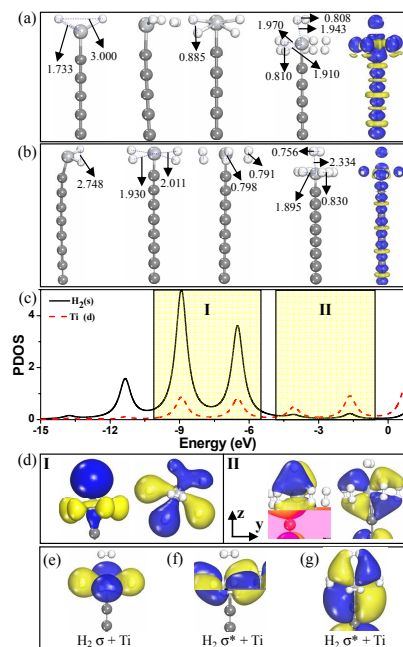 (a)
0.808
1.970
1.943
1.733
3.000
0.885
0.810
1.910
(b)
0.756
2.334
0.791
2.748
1.930
2.011
0.798
1.895
0.830
(c)
H2(s)
Ti (d)
I
II
PDOS
4
2
0
-15
-12
-9
-6
-3
0
Energy (eV)
(d)
I
II
z
y
(e)
(f)
(g)
H2 σ + Ti
H2 σ* + Ti
H2 σ* + Ti